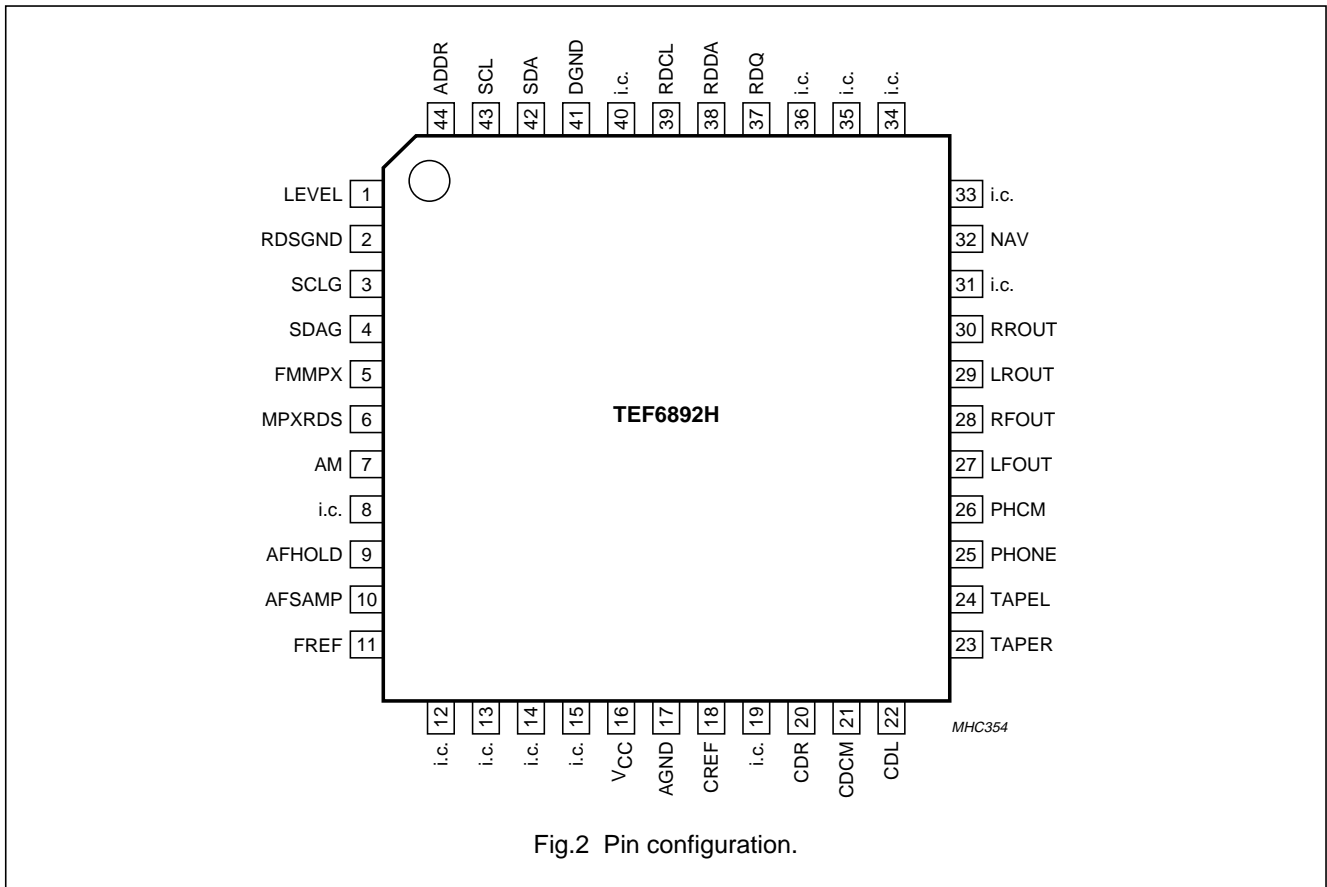 44 ADDR
43 SCL
42 SDA
41 DGND
40 i.c.
39 RDCL
38 RDDA
37 RDQ
36 i.c.
35 i.c.
34 i.c.
LEVEL 1
RDSGND 2
SCLG 3
SDAG 4
FMMPX 5
MPXRDS 6
AM 7
i.c. 8
AFHOLD 9
AFSAMP 10
FREF 11
TEF6892H
33 i.c.
32 NAV
31 i.c.
30 RROUT
29 LROUT
28 RFOUT
27 LFOUT
26 PHCM
25 PHONE
24 TAPEL
23 TAPER
i.c. 12
i.c. 13
i.c. 14
i.c. 15
VCC 16
AGND 17
CREF 18
i.c. 19
CDR 20
CDCM 21
CDL 22
MHC354
Fig.2 Pin configuration.